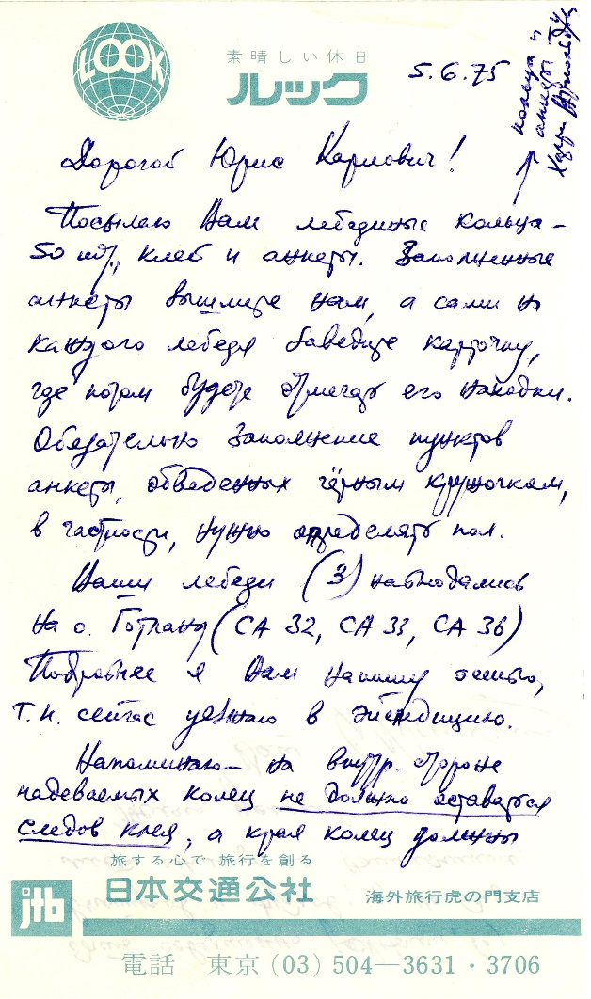 LOOK
素晴しい休日
ルック
5.6.75
кольца и
анкеты
Дорогой Юрис Карлович!
Посылаю Вам лебединые кольца –
50 шт., клей и анкеты. Заполненные
анкеты вышлите нам, а сами на
каждого лебедя заведите карточку,
где потом будете отмечать его находки.
Обязательно заполнение пунктов
анкеты, обведенных чёрным кружочком,
в частности, нужно определять пол.
Ваши лебеди (3) наблюдались
на о. Готланд (СА 32, СА 33, СА 36)
Подробнее я Вам напишу осенью,
т.к. сейчас уезжаю в экспедицию.
Напоминаю – на внутр. стороне
надеваемых колец не должно оставаться
следов клея, а края колец должны
旅する心で 旅行を創る
jtb 日本交通公社 海外旅行虎の門支店
電話 東京 (03) 504―3631・3706